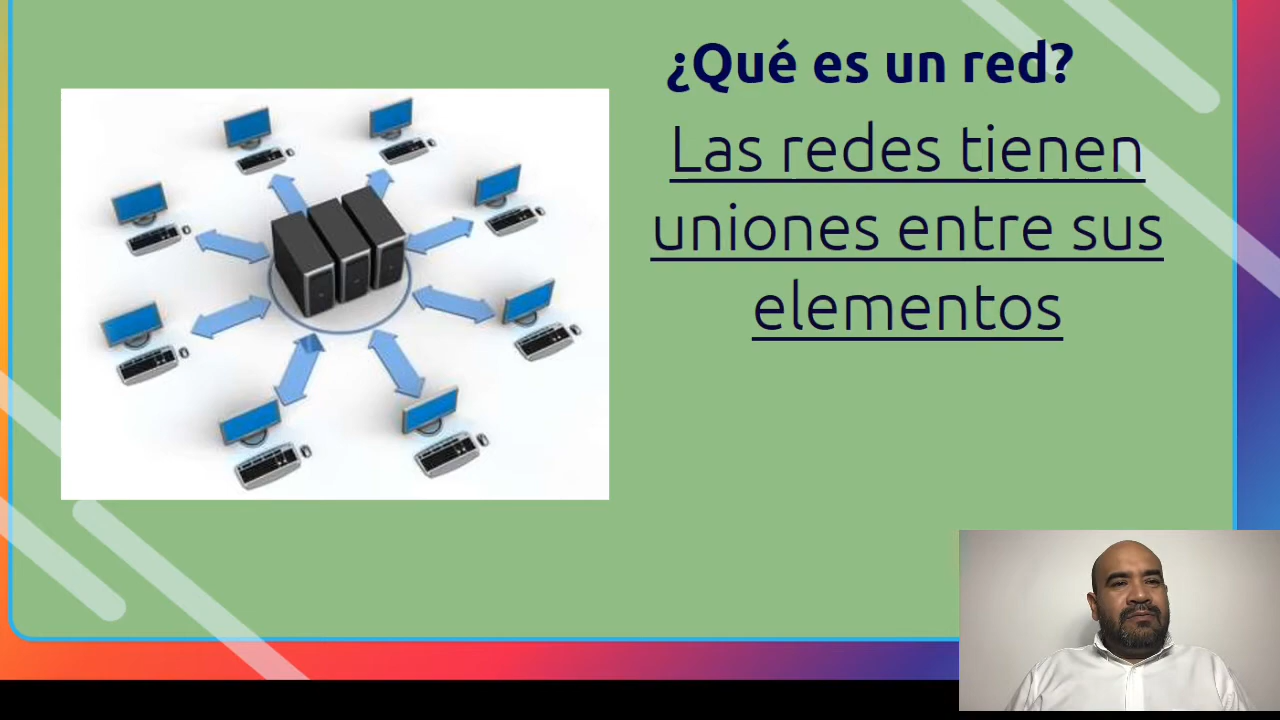 ¿Qué es un red?
Las redes tienen
uniones entre sus
elementos